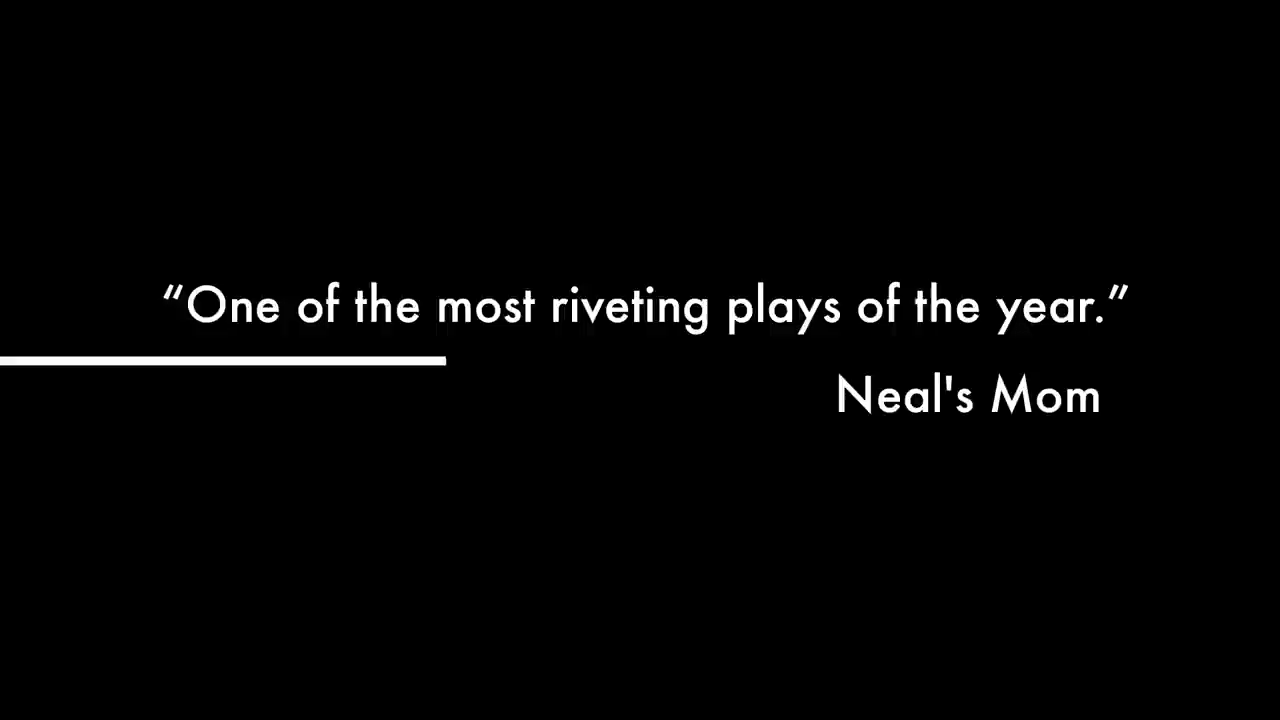 “One of the most riveting plays of the year.”
Neal's Mom